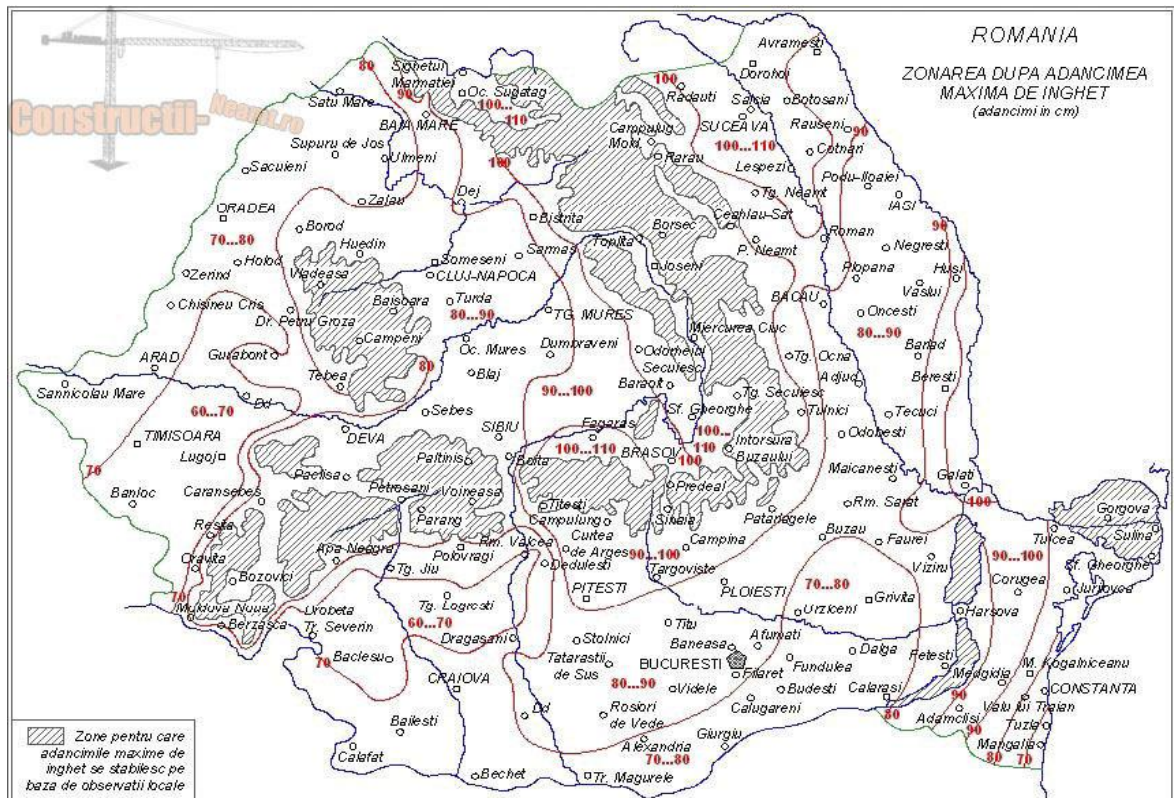 ROMANIA
ZONAREA DUPA ADANCIMEA
MAXIMA DE INGHET
(adancimi in cm)
Constructii-Neamt.ro
Avramesti
Dorohoi
80
Sighetul
Marmatiei
90
Oc. Sugatag
100...
110
100
Radauti
Salcia
Botosani
Satu Mare
BAIA MARE
SUCEAVA
100...110
Rauseni
90
Campulug
Mold.
Rarau
Cotnari
Supuru de Jos
Ulmeni
100
Lespezi
Podu-Iloaiei
Sacuieni
Zalau
Dej
Tg. Neamt
IASI
ORADEA
Bistrita
Ceahlau-Sat
90
70...80
Borod
Borsec
Roman
Toplita
P. Neamt
Negresti
Huedin
Sarmas
Holod
Someseni
Joseni
Zerind
Vladeasa
CLUJ-NAPOCA
Plopana
Husi
Vaslui
Chisineu Cris
Baisoara
Turda
BACAU
80...90
TG. MURES
Dr. Petru Groza
Oncesti
80...90
Campeni
Miercurea Ciuc
Gurabont
Oc. Mures
Dumbraveni
Odorheiul
Seculesc
Tg. Ocna
Barlad
ARAD
80
Blaj
Tebea
Baraolt
Adjud
Sannicolau Mare
90...100
Tg. Seculesc
Beresti
60...70
Dd
Sebes
Sf. Gheorghe
Tulnici
Tecuci
TIMISOARA
DEVA
SIBIU
Fagaras
100...
110
Odobesti
Lugoj
Paltinis
Boita
100...110
BRASOV
100
Intorsura
Buzaului
Maicanesti
Galati
70
Paclisa
Predeal
Banloc
Caransebes
Petrosani
Voineasa
Titesti
100
Resita
Parang
Campulung
Sinaia
Patarlagele
Rm. Sarat
Gorgova
Curtea
de Arges
Buzau
Tulcea
Sulina
Oravita
Apa Neagra
Rm. Valcea
Polovragi
90...100
Campina
Faurei
90...100
Dedulesti
Targoviste
Viziru
Sf. Gheorghe
Bozovici
Tg. Jiu
70...80
Corugea
70
PITESTI
PLOIESTI
Grivita
Jurilovca
Moldova Noua
Tg. Logrosti
Urziceni
Harsova
Berzasca
Drobeta
Tr. Severin
60...70
Titu
Dragasani
Stolnici
Baneasa
Afumati
Dalga
Baclesu
Tatarastii
de Sus
BUCURESTI
Fetesti
M. Kogalniceanu
70
Fundulea
Medgidia
CRAIOVA
80...90
Filaret
CONSTANTA
Videle
Budesti
Calarasi
90
Valu lui Traian
Calugareni
80
Adamclisi
Rosiori
de Vede
Dd
Tuzla
Bailesti
90
Alexandria
Giurgiu
Mangalia
Calafat
70...80
80
70
Bechet
Tr. Magurele
Zone pentru care
adancimile maxime de
inghet se stabilesc pe
baza de observatii locale